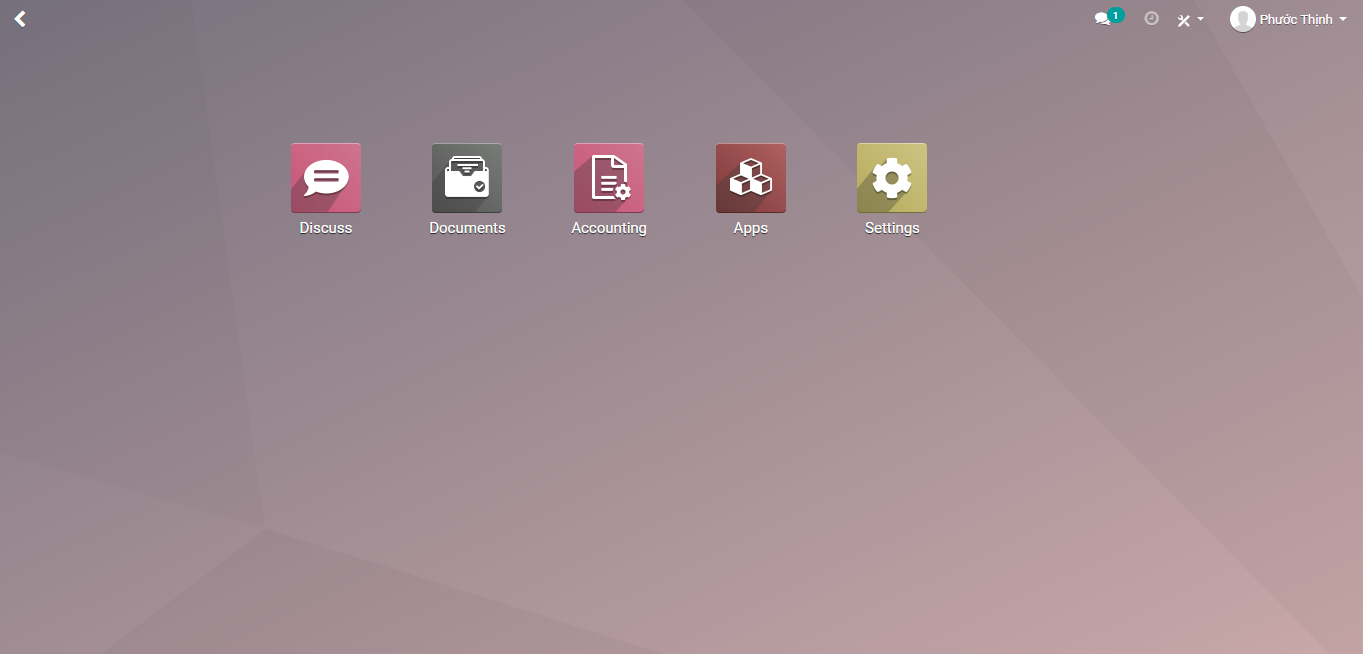 1
Phước Thịnh
Discuss
Documents
Accounting
Apps
Settings